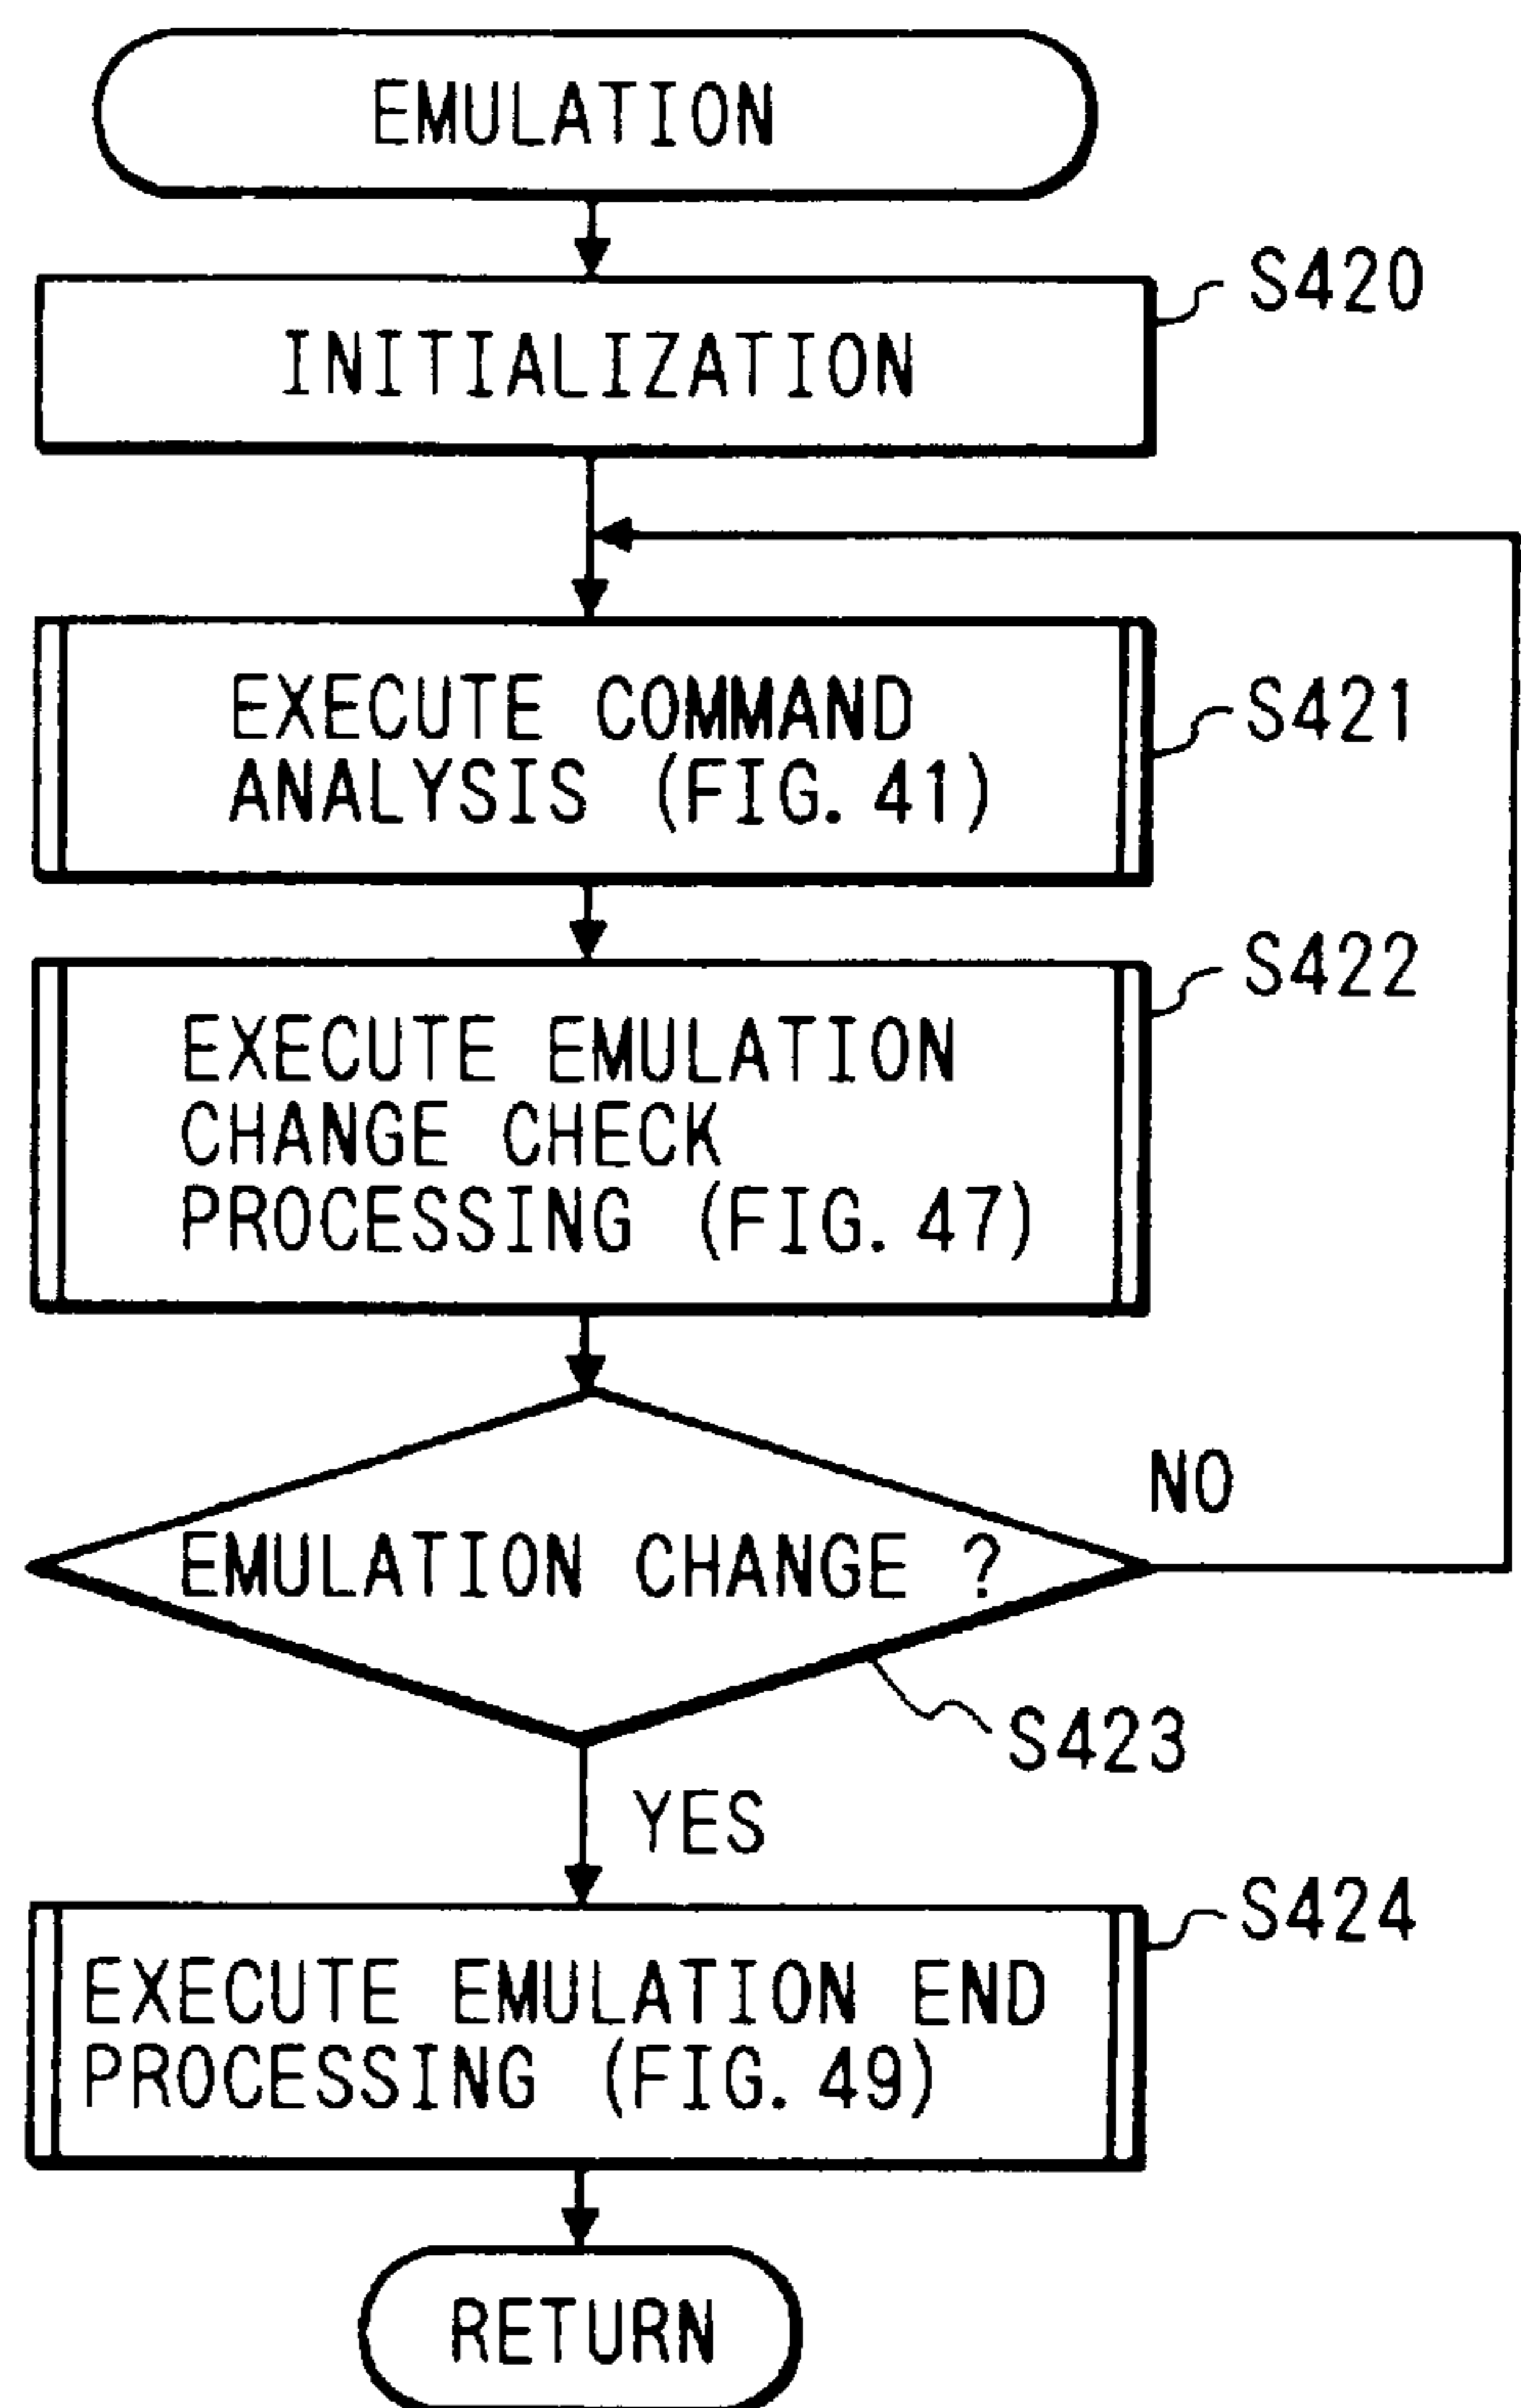 EMULATION
S420
INITIALIZATION
EXECUTE COMMAND
ANALYSIS (FIG. 41)
S421
S422
EXECUTE EMULATION
CHANGE CHECK
PROCESSING (FIG. 47)
NO
EMULATION CHANGE ?
S423
YES
S424
EXECUTE EMULATION END
PROCESSING (FIG. 49)
RETURN